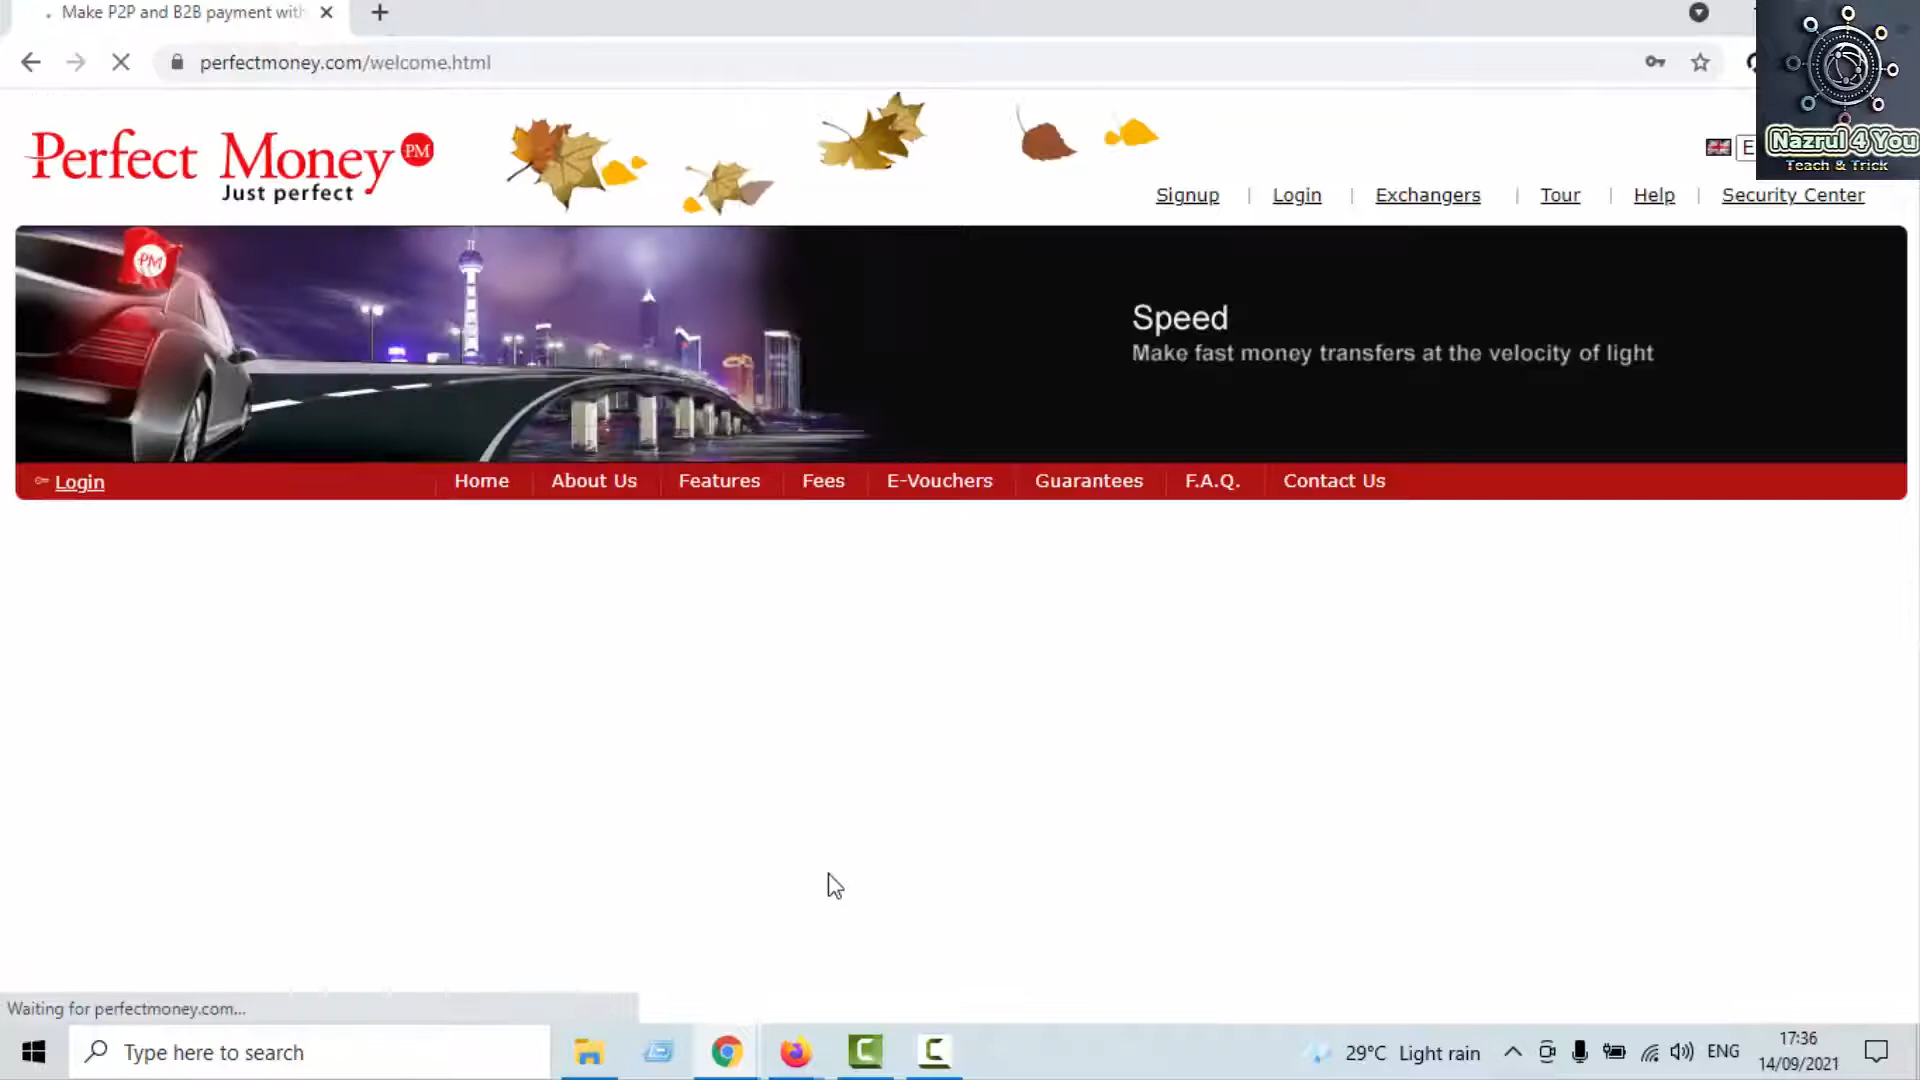 Make P2P and B2B payment with
perfectmoney.com/welcome.html
Perfect Money PM
Just perfect
E
Nazrul 4 You
Teach & Trick
Signup | Login | Exchangers | Tour | Help | Security Center
PM
Speed
Make fast money transfers at the velocity of light
Login Home About Us Features Fees E-Vouchers Guarantees F.A.Q. Contact Us
Waiting for perfectmoney.com...
Type here to search
29°C Light rain
ENG
17:36
14/09/2021